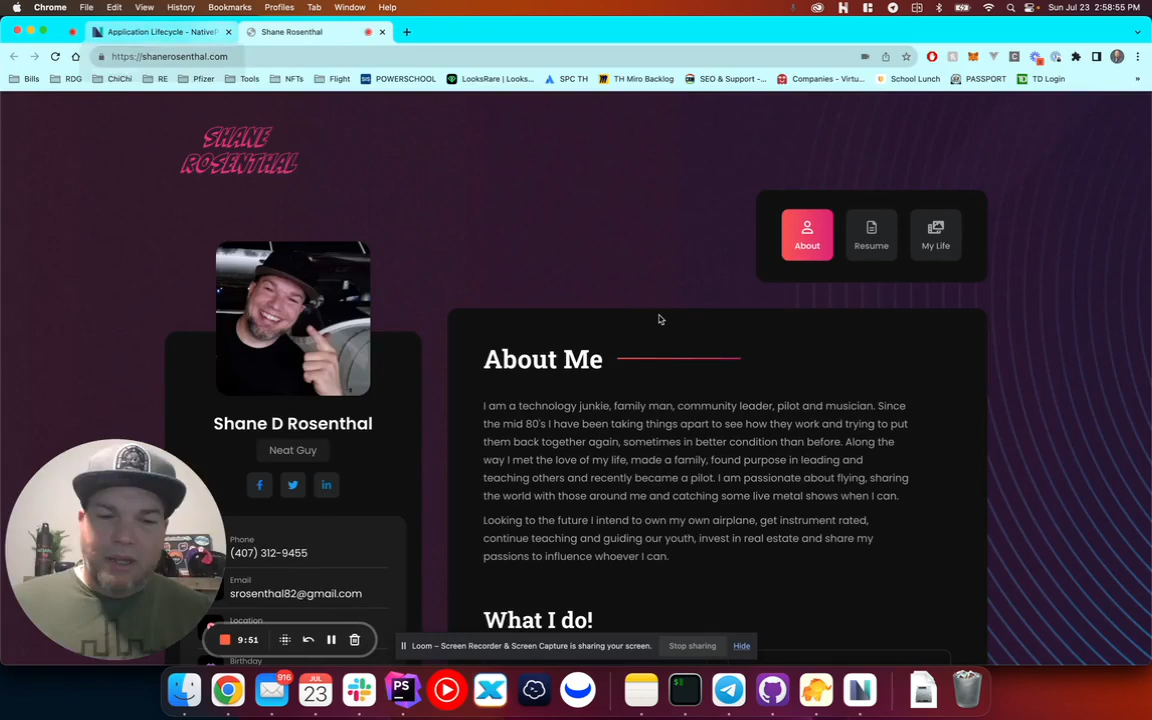 Chrome File Edit View History Bookmarks Profiles Tab Window Help Sun Jul 23 2:58:55 PM
Application Lifecycle - NativeP Shane Rosenthal
https://shanerosenthal.com
Bills RDG ChiChi RE Pfizer Tools NFTs Flight POWERSCHOOL LooksRare | Looks... SPC TH TH Miro Backlog SEO & Support -... Companies - Virtu... School Lunch PASSPORT TD Login
SHANE
ROSENTHAL
About Resume My Life
About Me
I am a technology junkie, family man, community leader, pilot and musician. Since
the mid 80's I have been taking things apart to see how they work and trying to put
them back together again, sometimes in better condition than before. Along the
way I met the love of my life, made a family, found purpose in leading and
teaching others and recently became a pilot. I am passionate about flying, sharing
the world with those around me and catching some live metal shows when I can.
Looking to the future I intend to own my own airplane, get instrument rated,
continue teaching and guiding our youth, invest in real estate and share my
passions to influence whoever I can.
What I do!
Shane D Rosenthal
Neat Guy
Phone
(407) 312-9455
Email
srosenthal82@gmail.com
Location
Birthday
9:51
Loom – Screen Recorder & Screen Capture is sharing your screen. Stop sharing Hide
916
JUL
23
PS